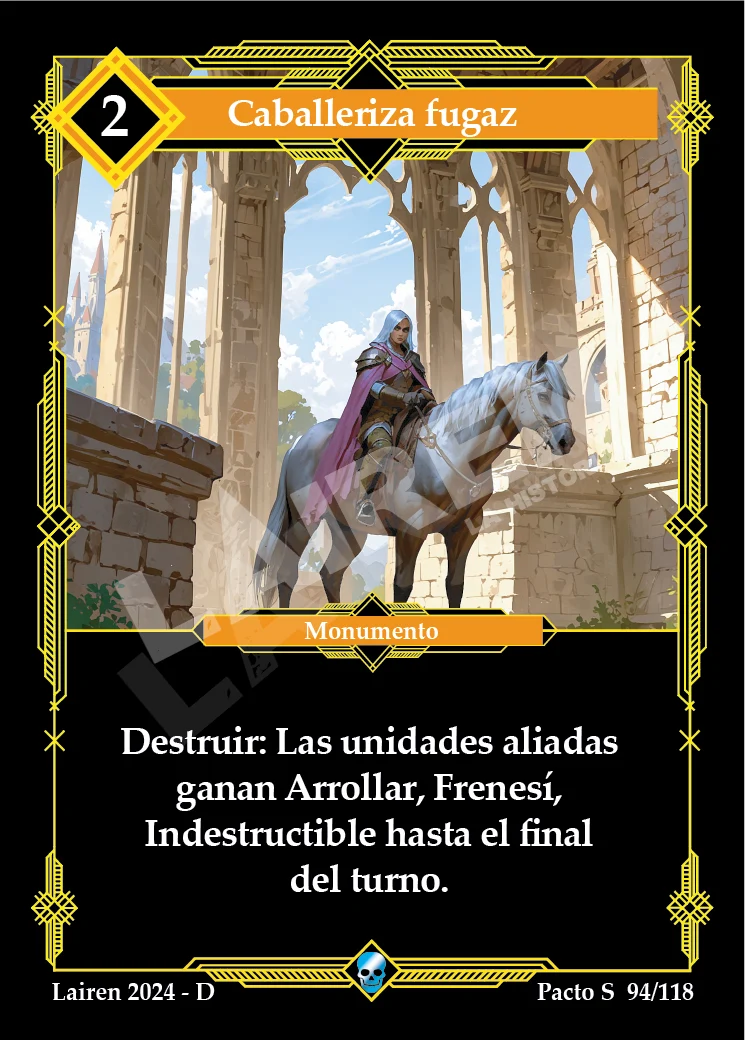 2
Caballeriza fugaz
LAIREN
Monumento
Destruir: Las unidades aliadas
ganan Arrollar, Frenesí,
Indestructible hasta el final
del turno.
Lairen 2024 - D
Pacto S 94/118